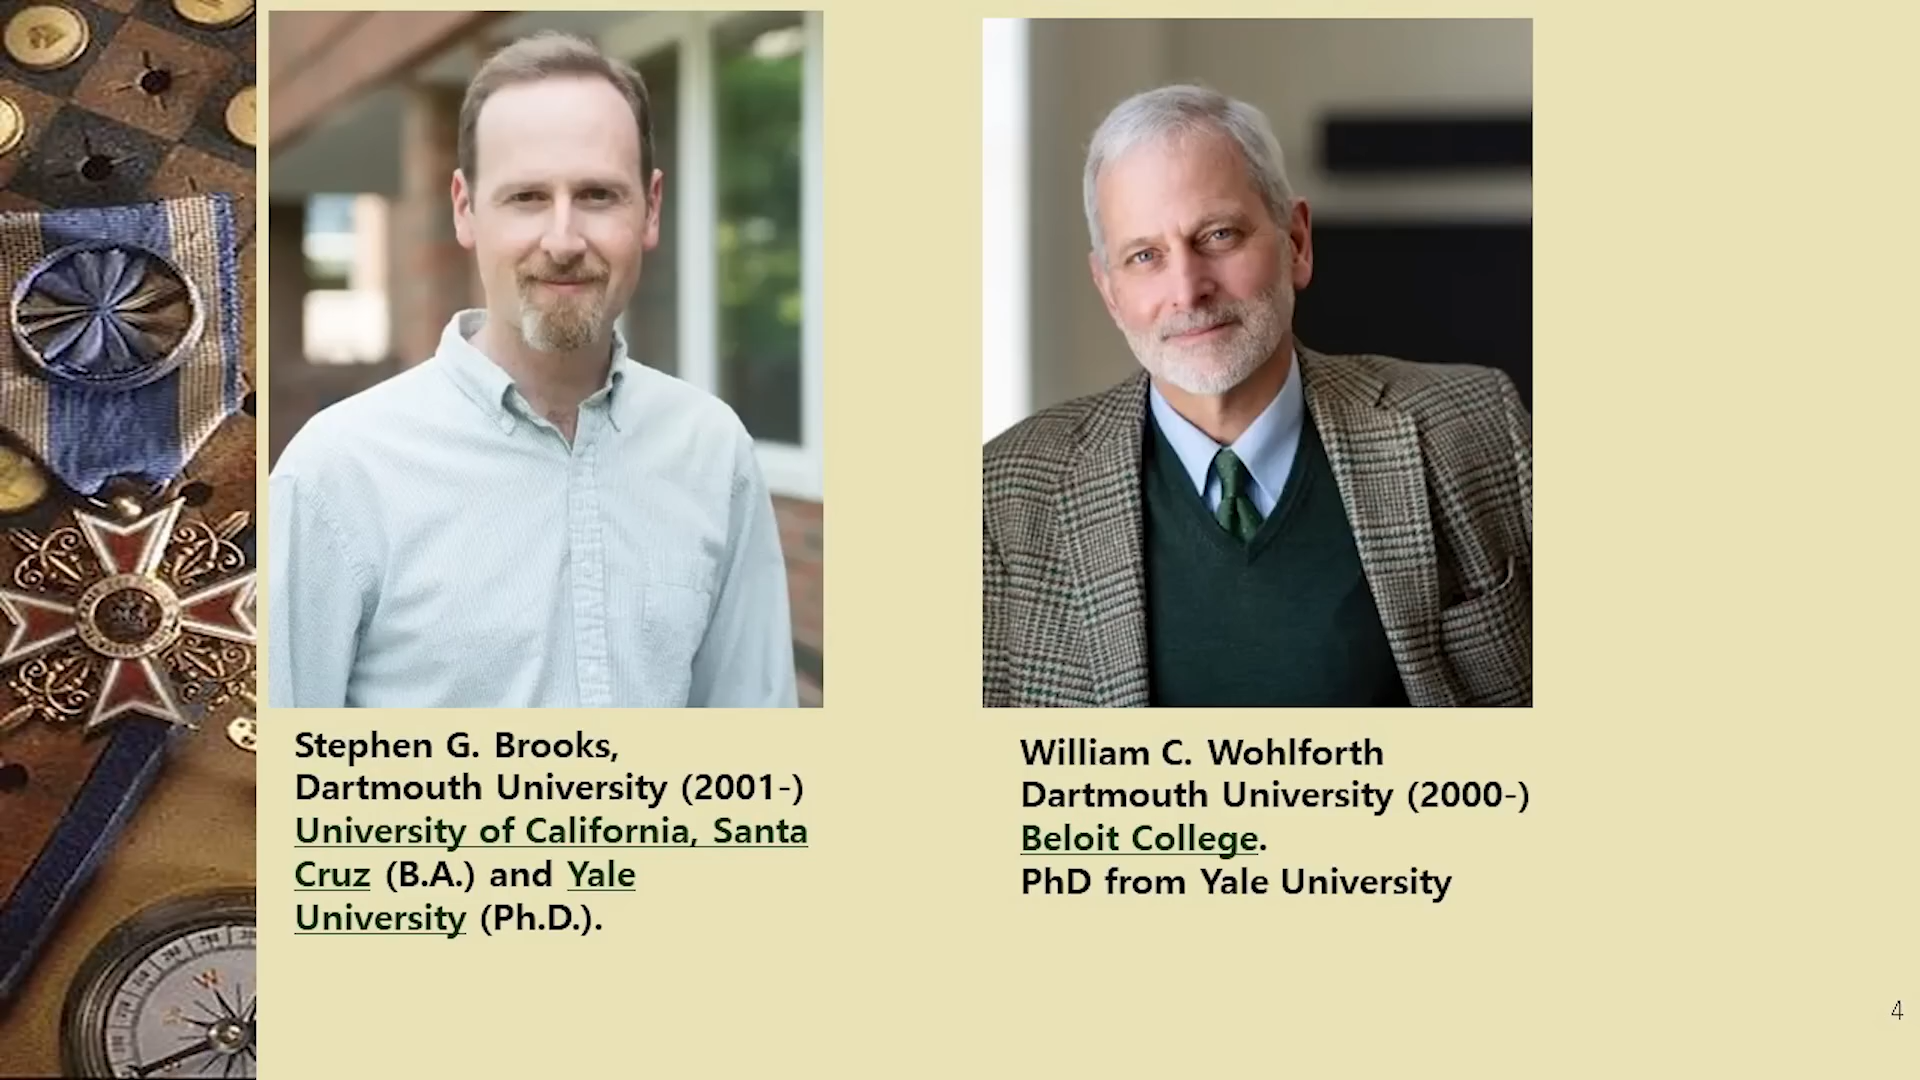 Stephen G. Brooks,
Dartmouth University (2001-)
University of California, Santa
Cruz (B.A.) and Yale
University (Ph.D.).
William C. Wohlforth
Dartmouth University (2000-)
Beloit College.
PhD from Yale University
4